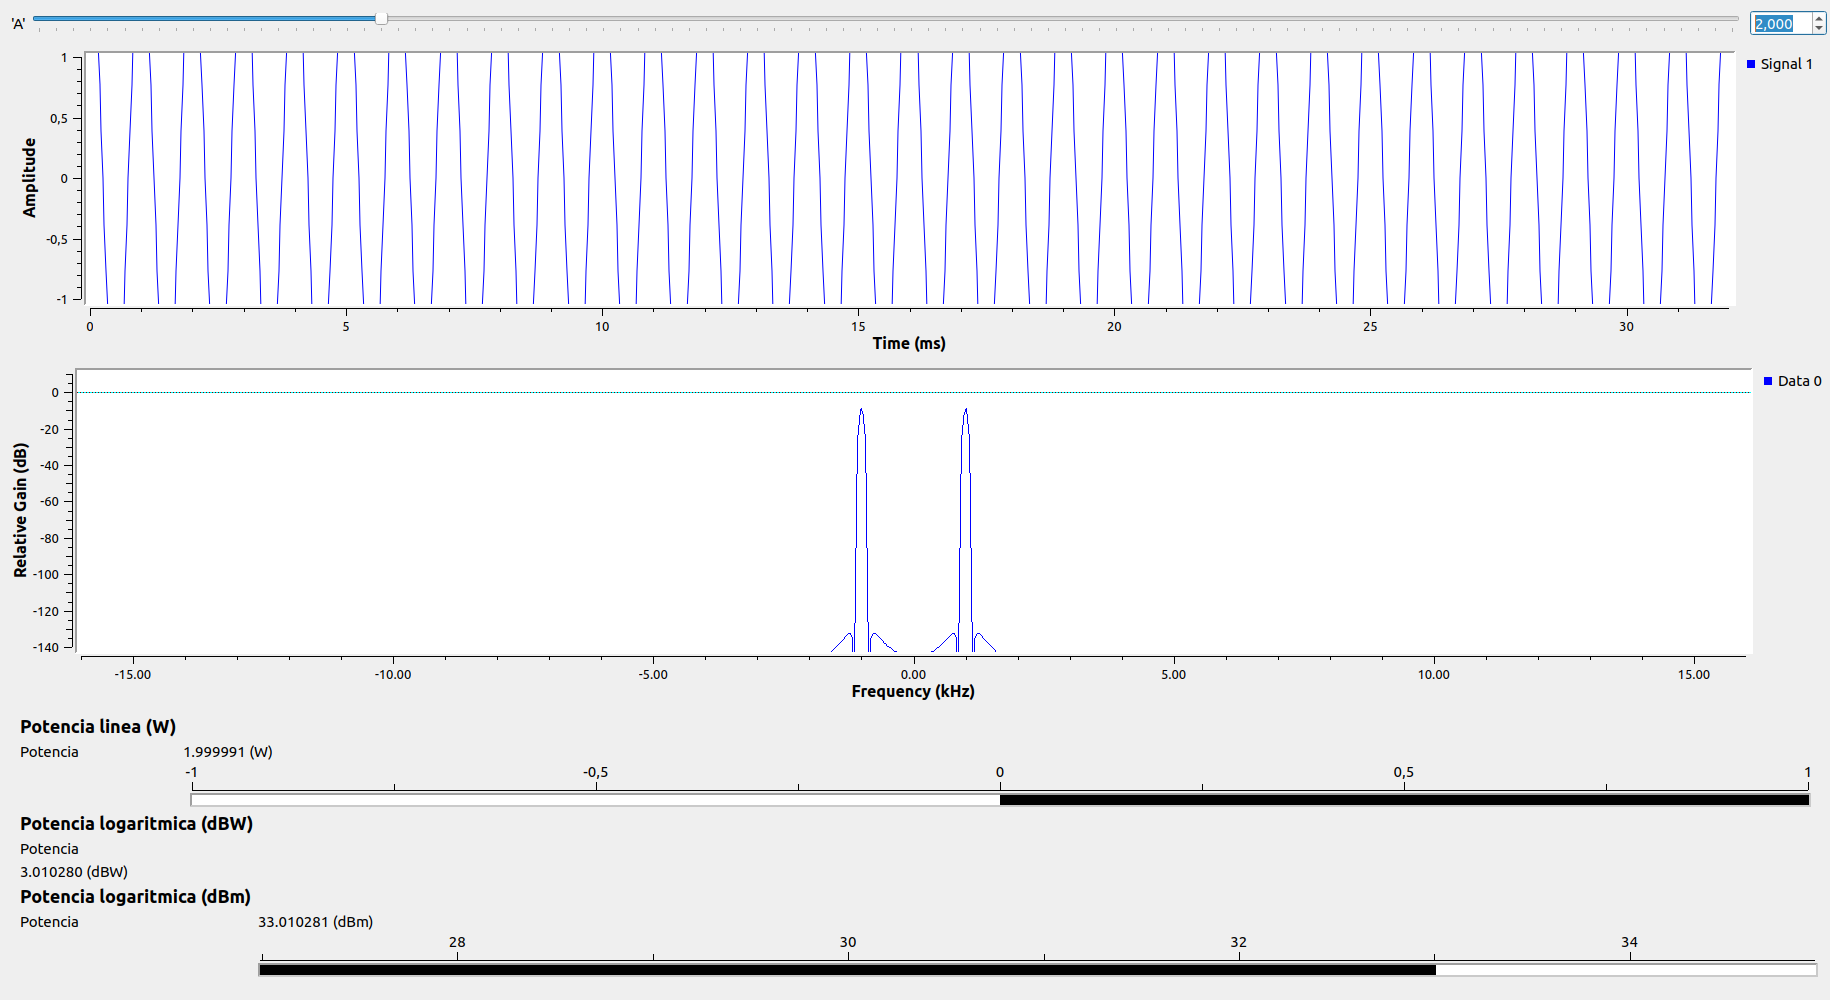 'A' 2,000
Signal 1
Amplitude
1
0,5
0
-0,5
-1
0 5 10 15 20 25 30
Time (ms)
Data 0
Relative Gain (dB)
0
-20
-40
-60
-80
-100
-120
-140
-15.00 -10.00 -5.00 0.00 5.00 10.00 15.00
Frequency (kHz)
Potencia linea (W)
Potencia 1.999991 (W)
-1 -0,5 0 0,5 1
Potencia logaritmica (dBW)
Potencia
3.010280 (dBW)
Potencia logaritmica (dBm)
Potencia 33.010281 (dBm)
28 30 32 34